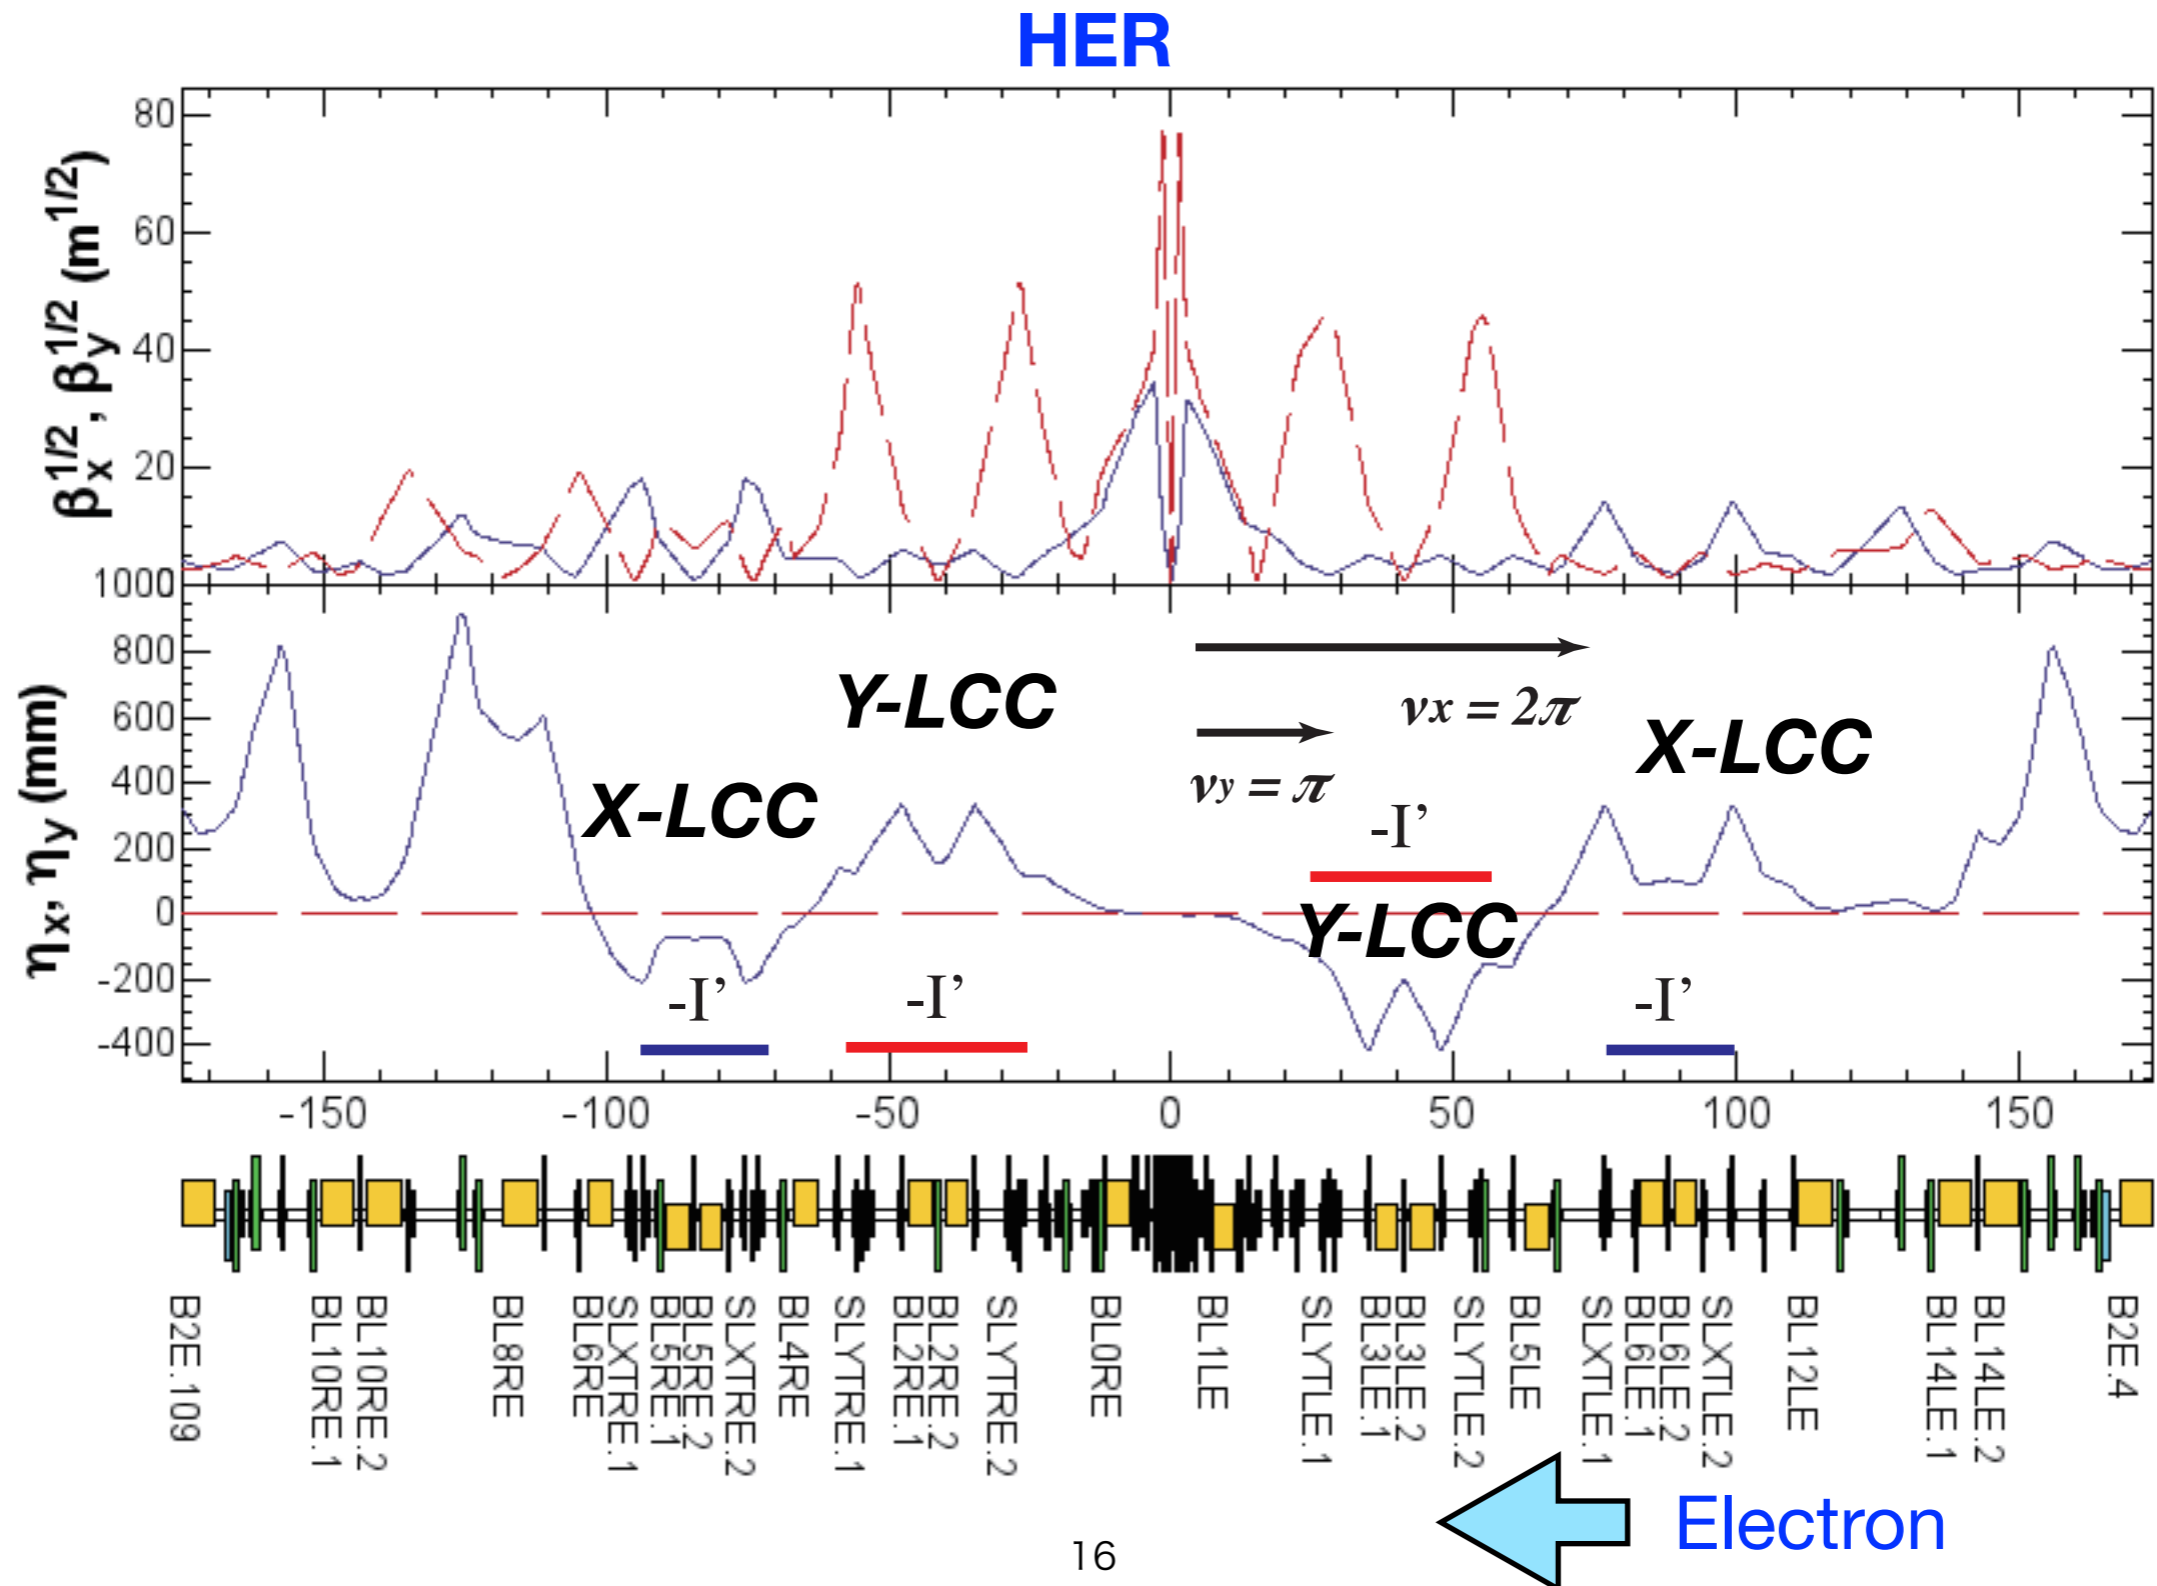 HER
80
60
40
20
βx^1/2, βy^1/2 (m^1/2)
1000
800
600
400
200
0
-200
-400
ηx, ηy (mm)
Y-LCC
νx = 2π
X-LCC
νy = π
X-LCC
-I’
Y-LCC
-I’
-I’
-I’
-150
-100
-50
0
50
100
150
B2E.109
BL10RE.1
BL10RE.2
BL8RE
BL6RE
SLXTRE.1
BL5RE.1
BL5RE.2
SLXTRE.2
BL4RE
SLYTRE.1
BL2RE.1
BL2RE.2
SLYTRE.2
BL0RE
BL1LE
SLYTLE.1
BL3LE.1
BL3LE.2
SLYTLE.2
BL5LE
SLXTLE.1
BL6LE.1
BL6LE.2
SLXTLE.2
BL12LE
BL14LE.1
BL14LE.2
B2E.4
Electron
16